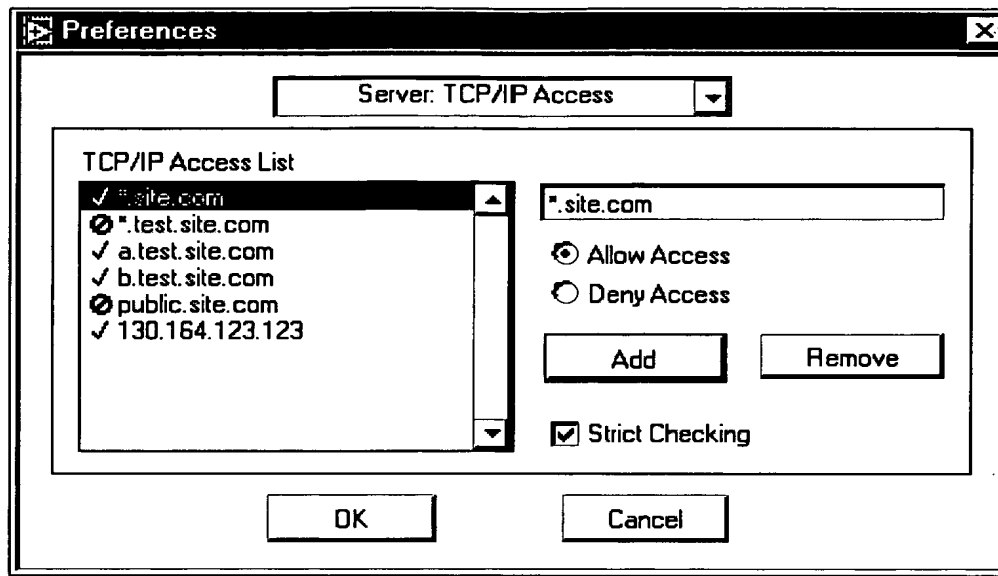 Preferences
Server: TCP/IP Access
TCP/IP Access List
*.site.com
*.test.site.com
a.test.site.com
b.test.site.com
public.site.com
130.164.123.123
*.site.com
Allow Access
Deny Access
Add
Remove
Strict Checking
OK
Cancel